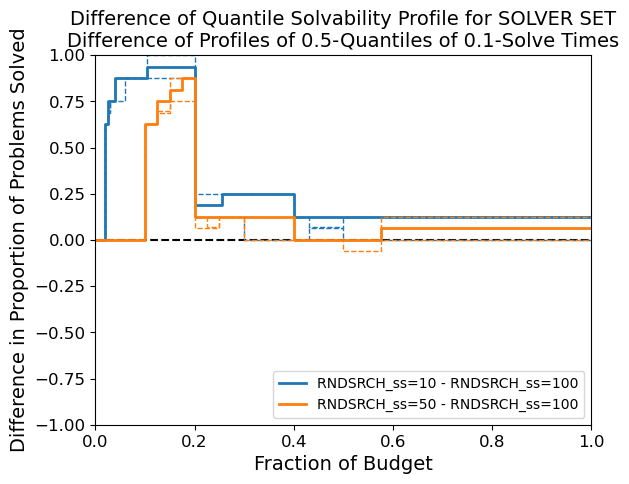 Difference of Quantile Solvability Profile for SOLVER SET
Difference of Profiles of 0.5-Quantiles of 0.1-Solve Times
Difference in Proportion of Problems Solved
1.00
0.75
0.50
0.25
0.00
−0.25
−0.50
−0.75
−1.00
RNDSRCH_ss=10 - RNDSRCH_ss=100
RNDSRCH_ss=50 - RNDSRCH_ss=100
0.0
0.2
0.4
0.6
0.8
1.0
Fraction of Budget